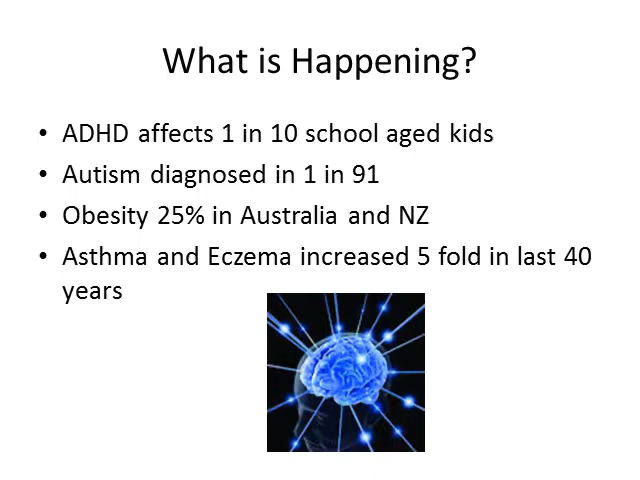 What is Happening?
• ADHD affects 1 in 10 school aged kids
• Autism diagnosed in 1 in 91
• Obesity 25% in Australia and NZ
• Asthma and Eczema increased 5 fold in last 40
years